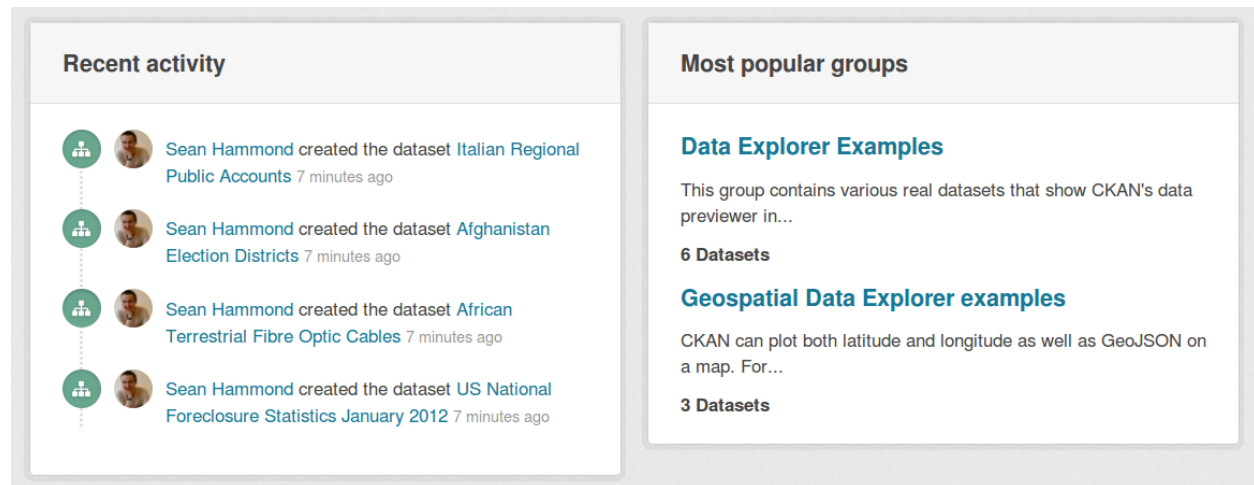 Recent activity
Sean Hammond created the dataset Italian Regional
Public Accounts 7 minutes ago
Sean Hammond created the dataset Afghanistan
Election Districts 7 minutes ago
Sean Hammond created the dataset African
Terrestrial Fibre Optic Cables 7 minutes ago
Sean Hammond created the dataset US National
Foreclosure Statistics January 2012 7 minutes ago
Most popular groups
Data Explorer Examples
This group contains various real datasets that show CKAN's data
previewer in...
6 Datasets
Geospatial Data Explorer examples
CKAN can plot both latitude and longitude as well as GeoJSON on
a map. For...
3 Datasets